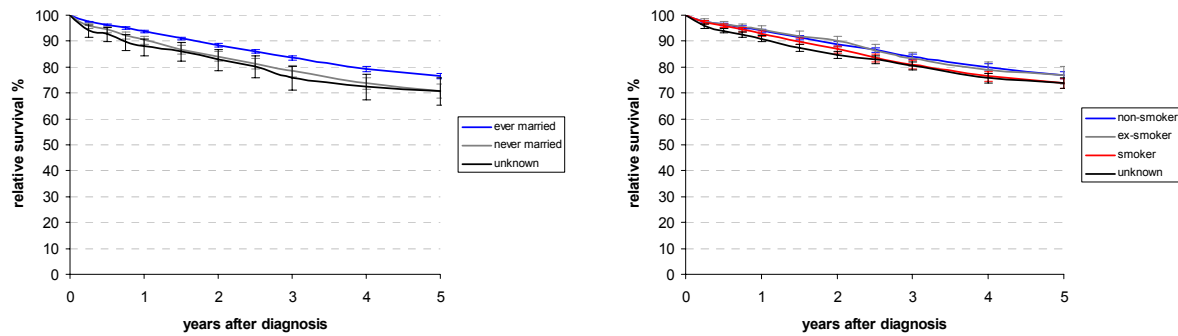 100
90
80
70
60
50
40
30
20
10
0
relative survival %
0 1 2 3 4 5
years after diagnosis
ever married
never married
unknown
100
90
80
70
60
50
40
30
20
10
0
relative survival %
0 1 2 3 4 5
years after diagnosis
non-smoker
ex-smoker
smoker
unknown